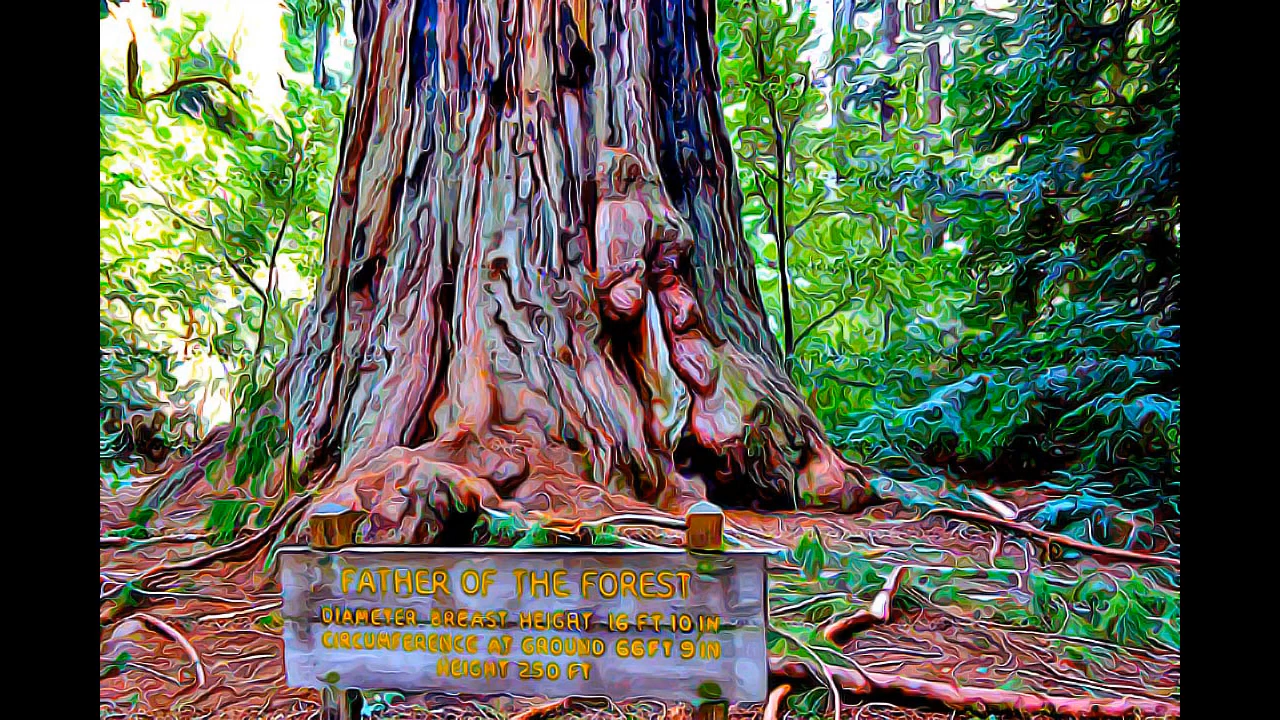 FATHER OF THE FOREST
DIAMETER BREAST HEIGHT 16 FT 10 IN
CIRCUMFERENCE AT GROUND 66 FT 9 IN
HEIGHT 250 FT